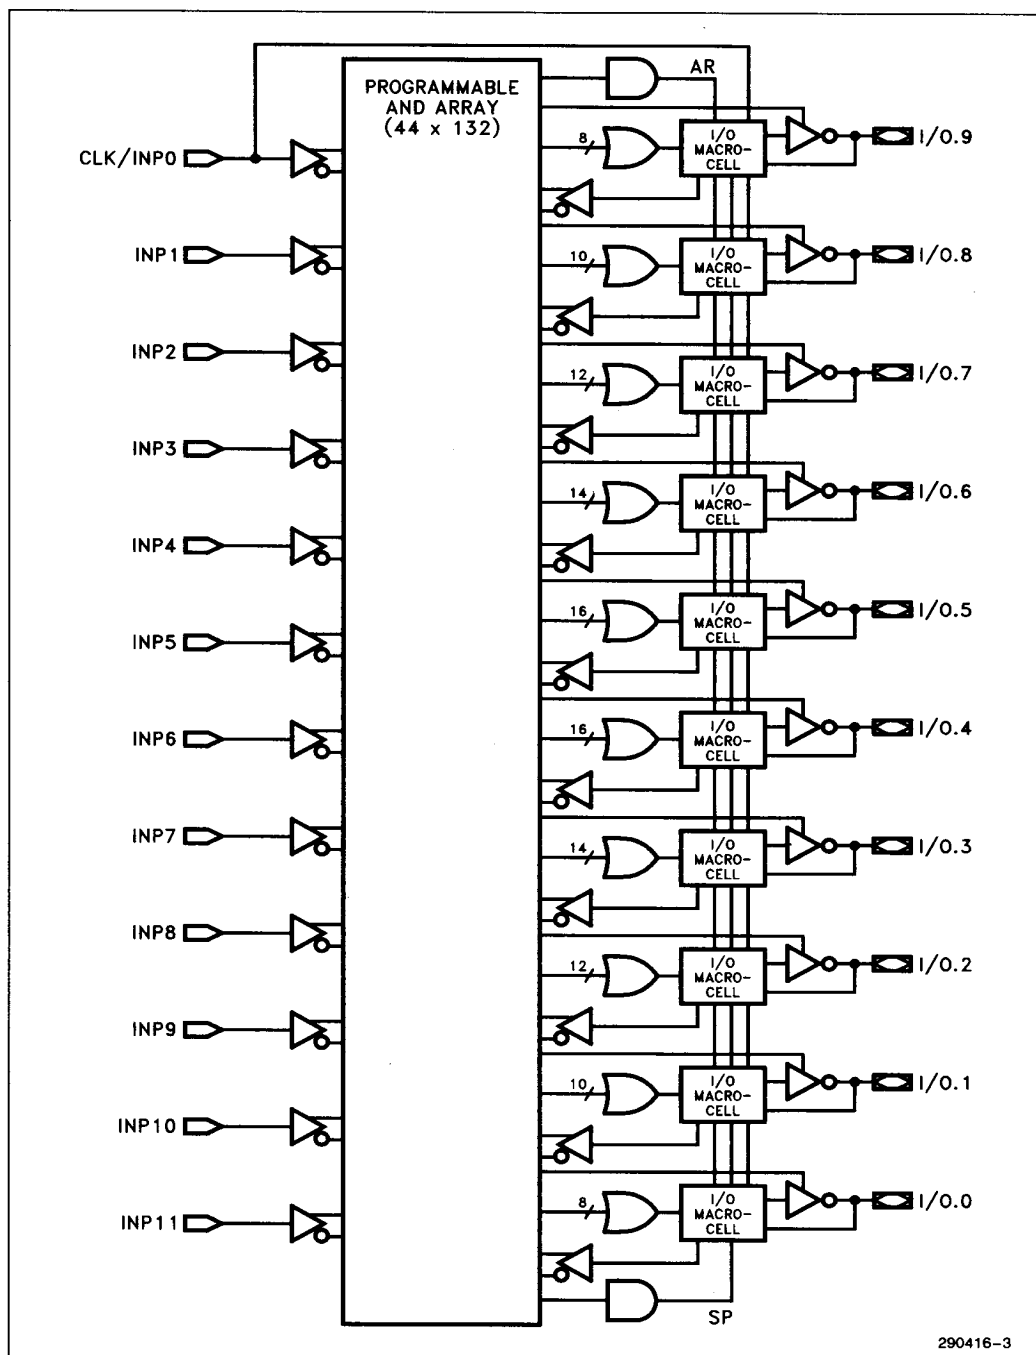 PROGRAMMABLE
AND ARRAY
(44 x 132)
AR
CLK/INP0
8
I/O
MACRO-
CELL
I/O.9
INP1
10
I/O
MACRO-
CELL
I/O.8
INP2
12
I/O
MACRO-
CELL
I/O.7
INP3
14
I/O
MACRO-
CELL
I/O.6
INP4
16
I/O
MACRO-
CELL
I/O.5
INP5
16
I/O
MACRO-
CELL
I/O.4
INP6
14
I/O
MACRO-
CELL
I/O.3
INP7
12
I/O
MACRO-
CELL
I/O.2
INP8
10
I/O
MACRO-
CELL
I/O.1
INP9
8
I/O
MACRO-
CELL
I/O.0
INP10
INP11
SP
290416-3